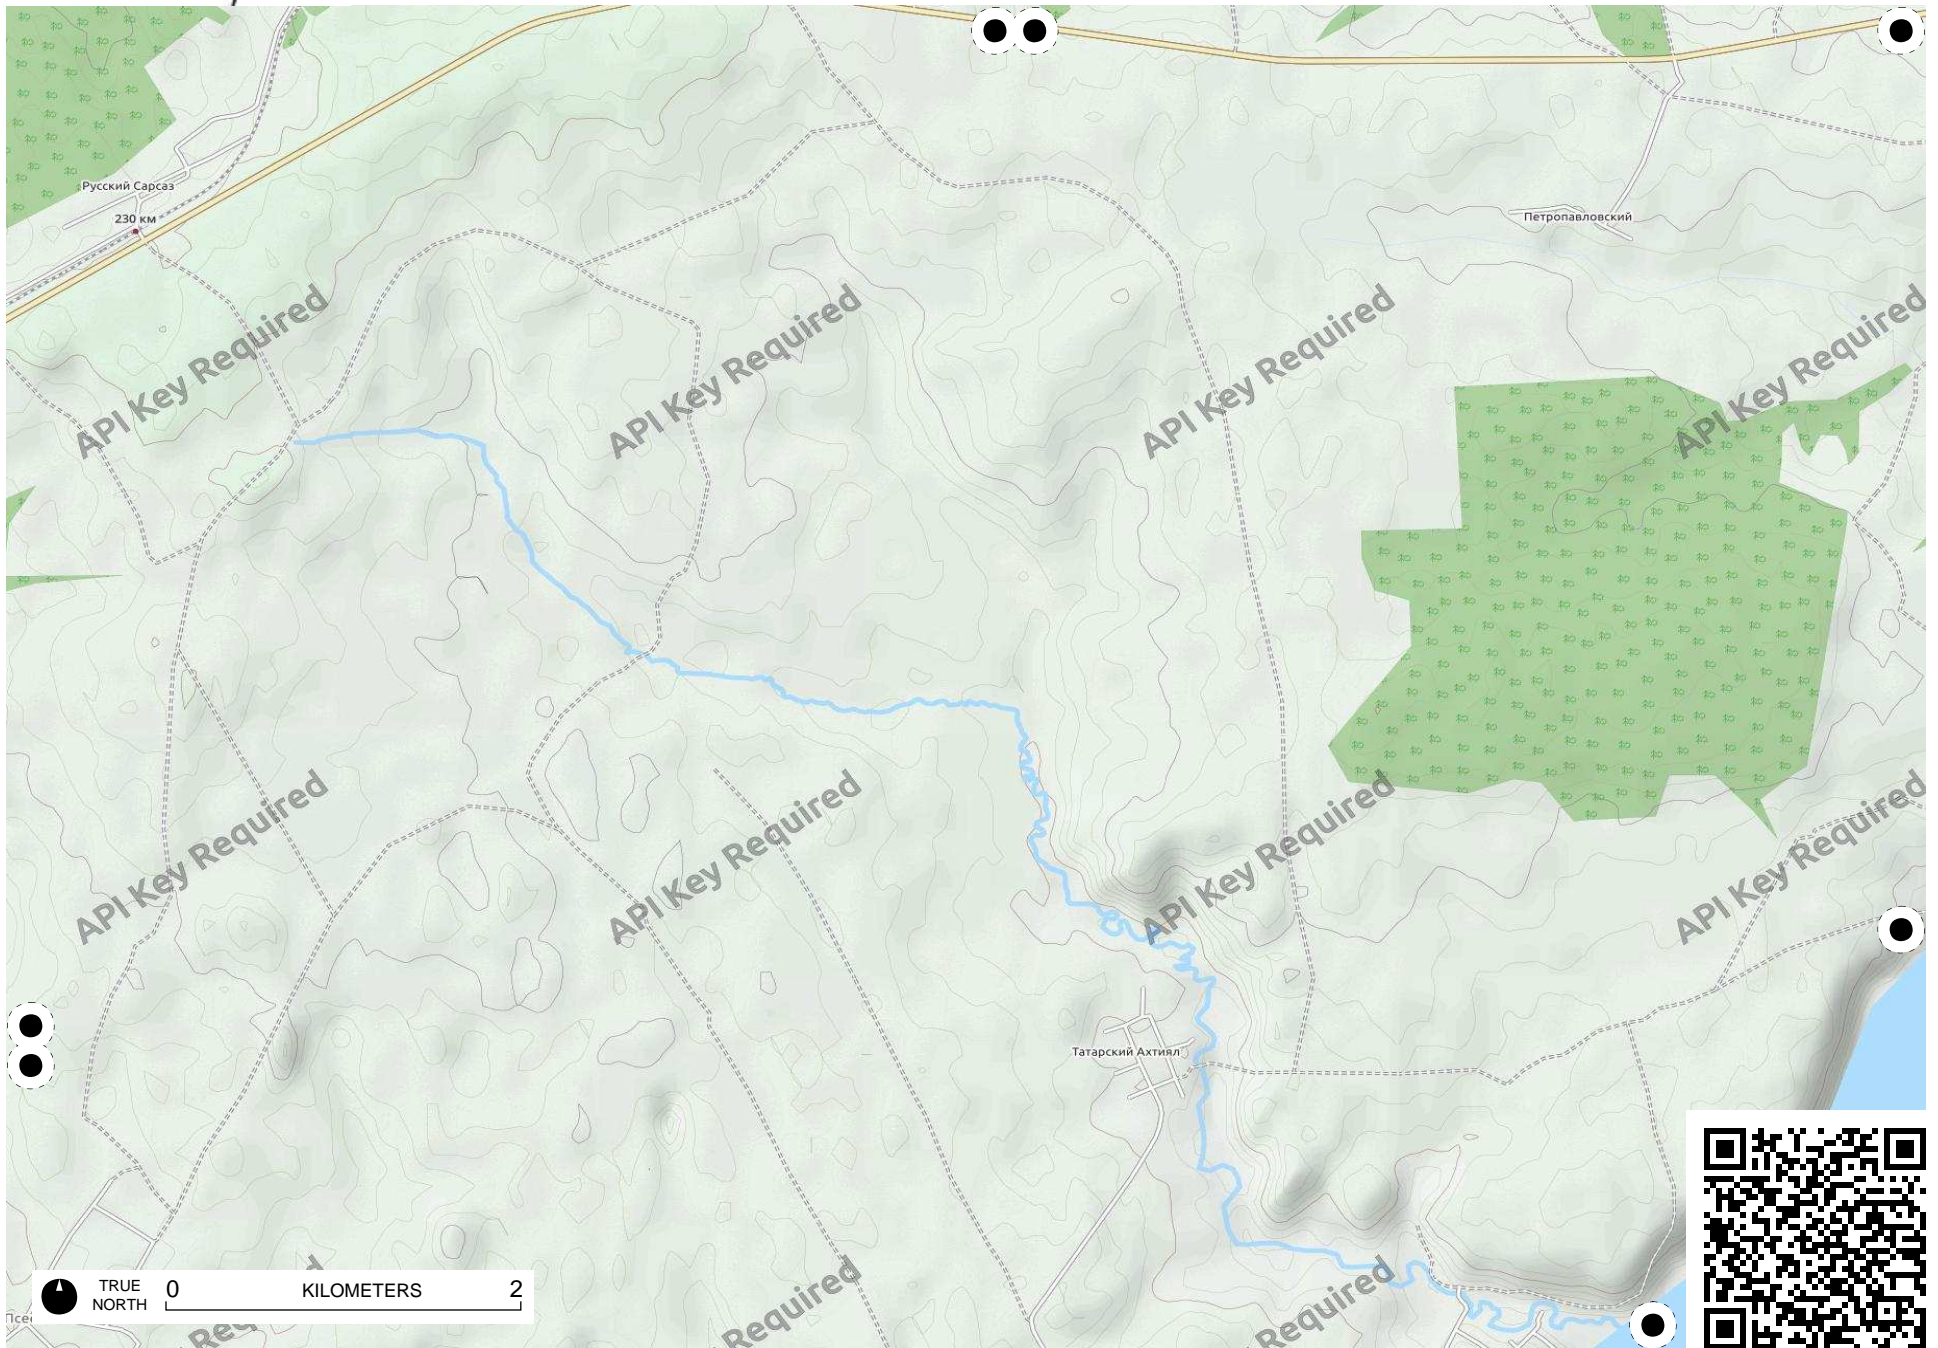 Русский Сарсаз
230 км
Петропавловский
API Key Required
API Key Required
API Key Required
API Key Required
API Key Required
API Key Required
API Key Required
API Key Required
Татарский Ахтиял
TRUE
NORTH
0 KILOMETERS 2
Required
Required